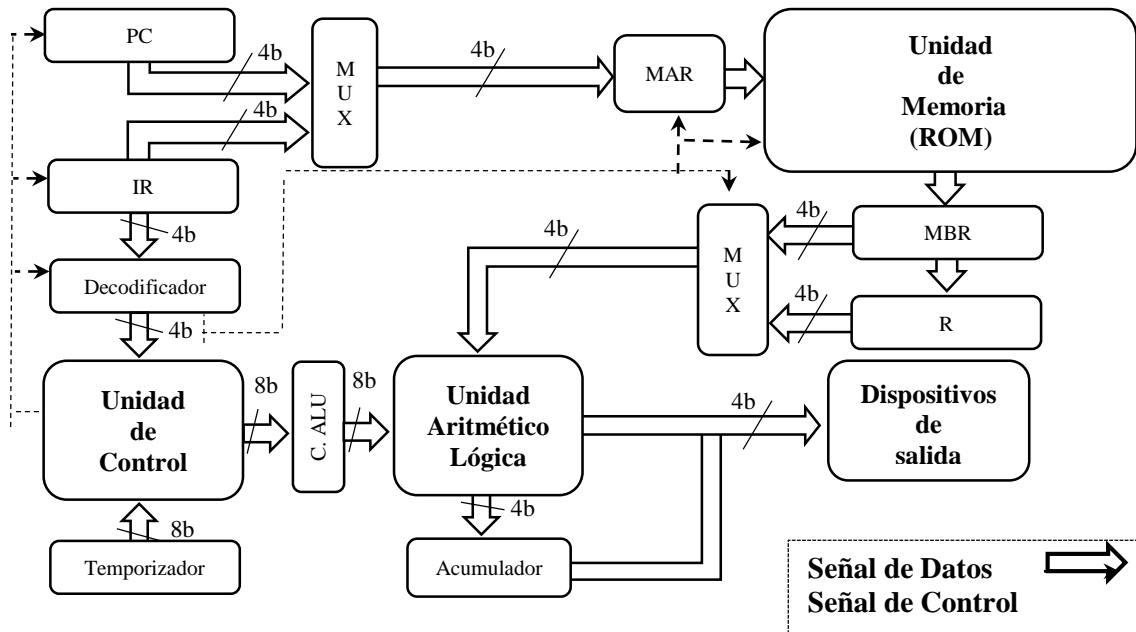 PC
4b
M
U
X
4b
MAR
Unidad
de
Memoria
(ROM)
4b
IR
4b
M
U
X
4b
MBR
4b
Decodificador
4b
4b
R
Unidad
de
Control
8b
C. ALU
8b
Unidad
Aritmético
Lógica
4b
Dispositivos
de
salida
8b
4b
Temporizador
Acumulador
Señal de Datos
Señal de Control